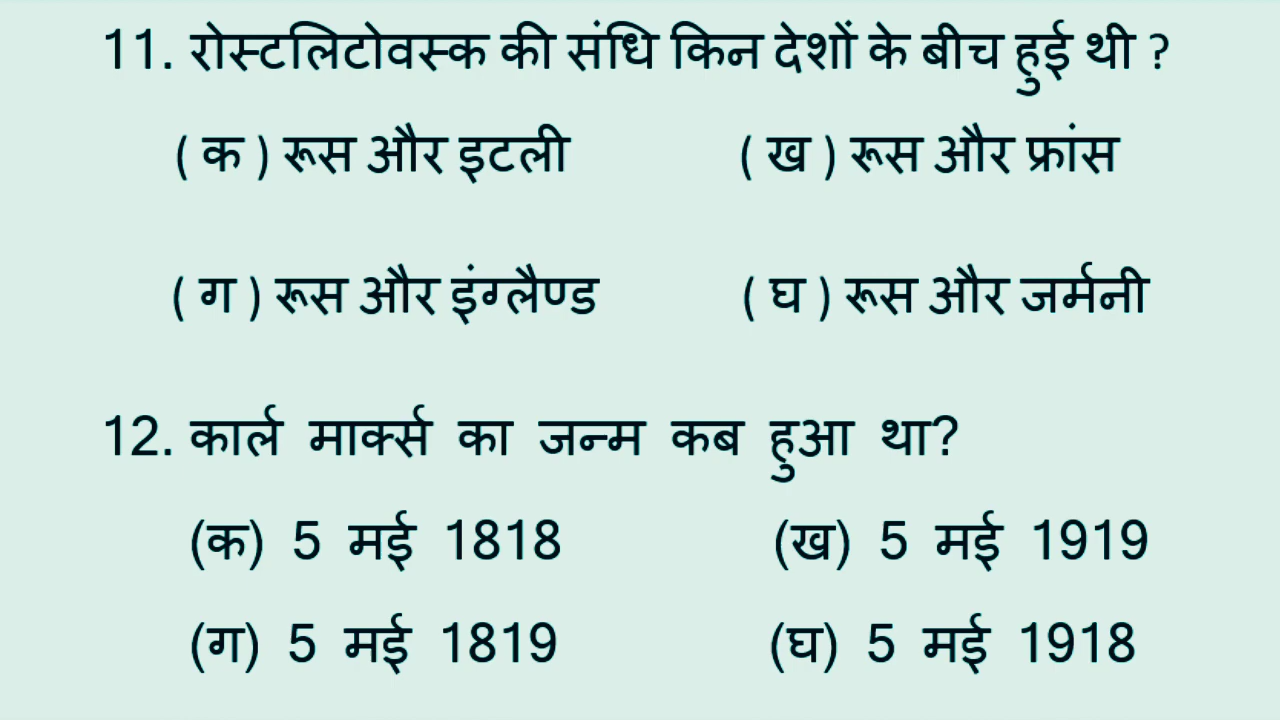 11. रोस्टलिटोवस्क की संधि किन देशों के बीच हुई थी ?
( क ) रूस और इटली ( ख ) रूस और फ्रांस
( ग ) रूस और इंग्लैण्ड ( घ ) रूस और जर्मनी
12. कार्ल मार्क्स का जन्म कब हुआ था?
(क) 5 मई 1818 (ख) 5 मई 1919
(ग) 5 मई 1819 (घ) 5 मई 1918